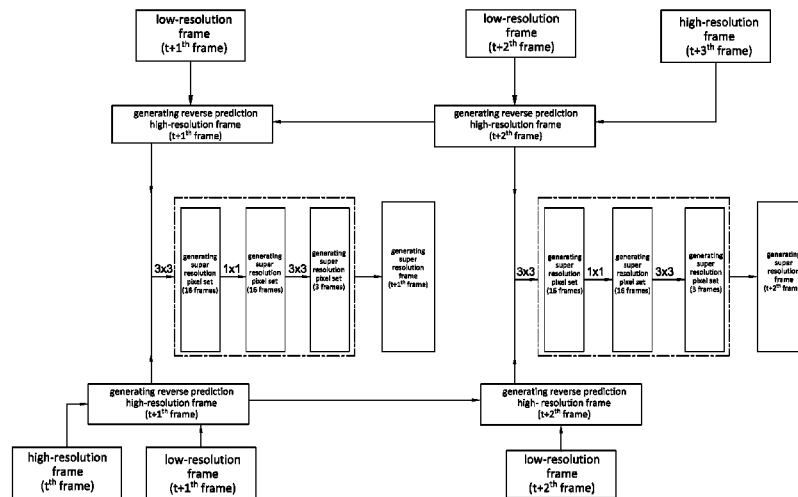 low-resolution
frame
(t+1th frame)
low-resolution
frame
(t+2th frame)
high-resolution
frame
(t+3th frame)
generating reverse prediction
high-resolution frame
(t+1th frame)
generating reverse prediction
high-resolution frame
(t+2th frame)
3x3
generating
super
resolution
pixel set
(16 frames)
1x1
generating
super
resolution
pixel set
(16 frames)
3x3
generating
super
resolution
pixel set
(3 frames)
generating
super
resolution
frame
(t+1th frame)
3x3
generating
super
resolution
pixel set
(16 frames)
1x1
generating
super
resolution
pixel set
(16 frames)
3x3
generating
super
resolution
pixel set
(3 frames)
generating
super
resolution
frame
(t+2th frame)
generating reverse prediction
high-resolution frame
(t+1th frame)
generating reverse prediction
high- resolution frame
(t+2th frame)
high-resolution
frame
(tth frame)
low-resolution
frame
(t+1th frame)
low-resolution
frame
(t+2th frame)